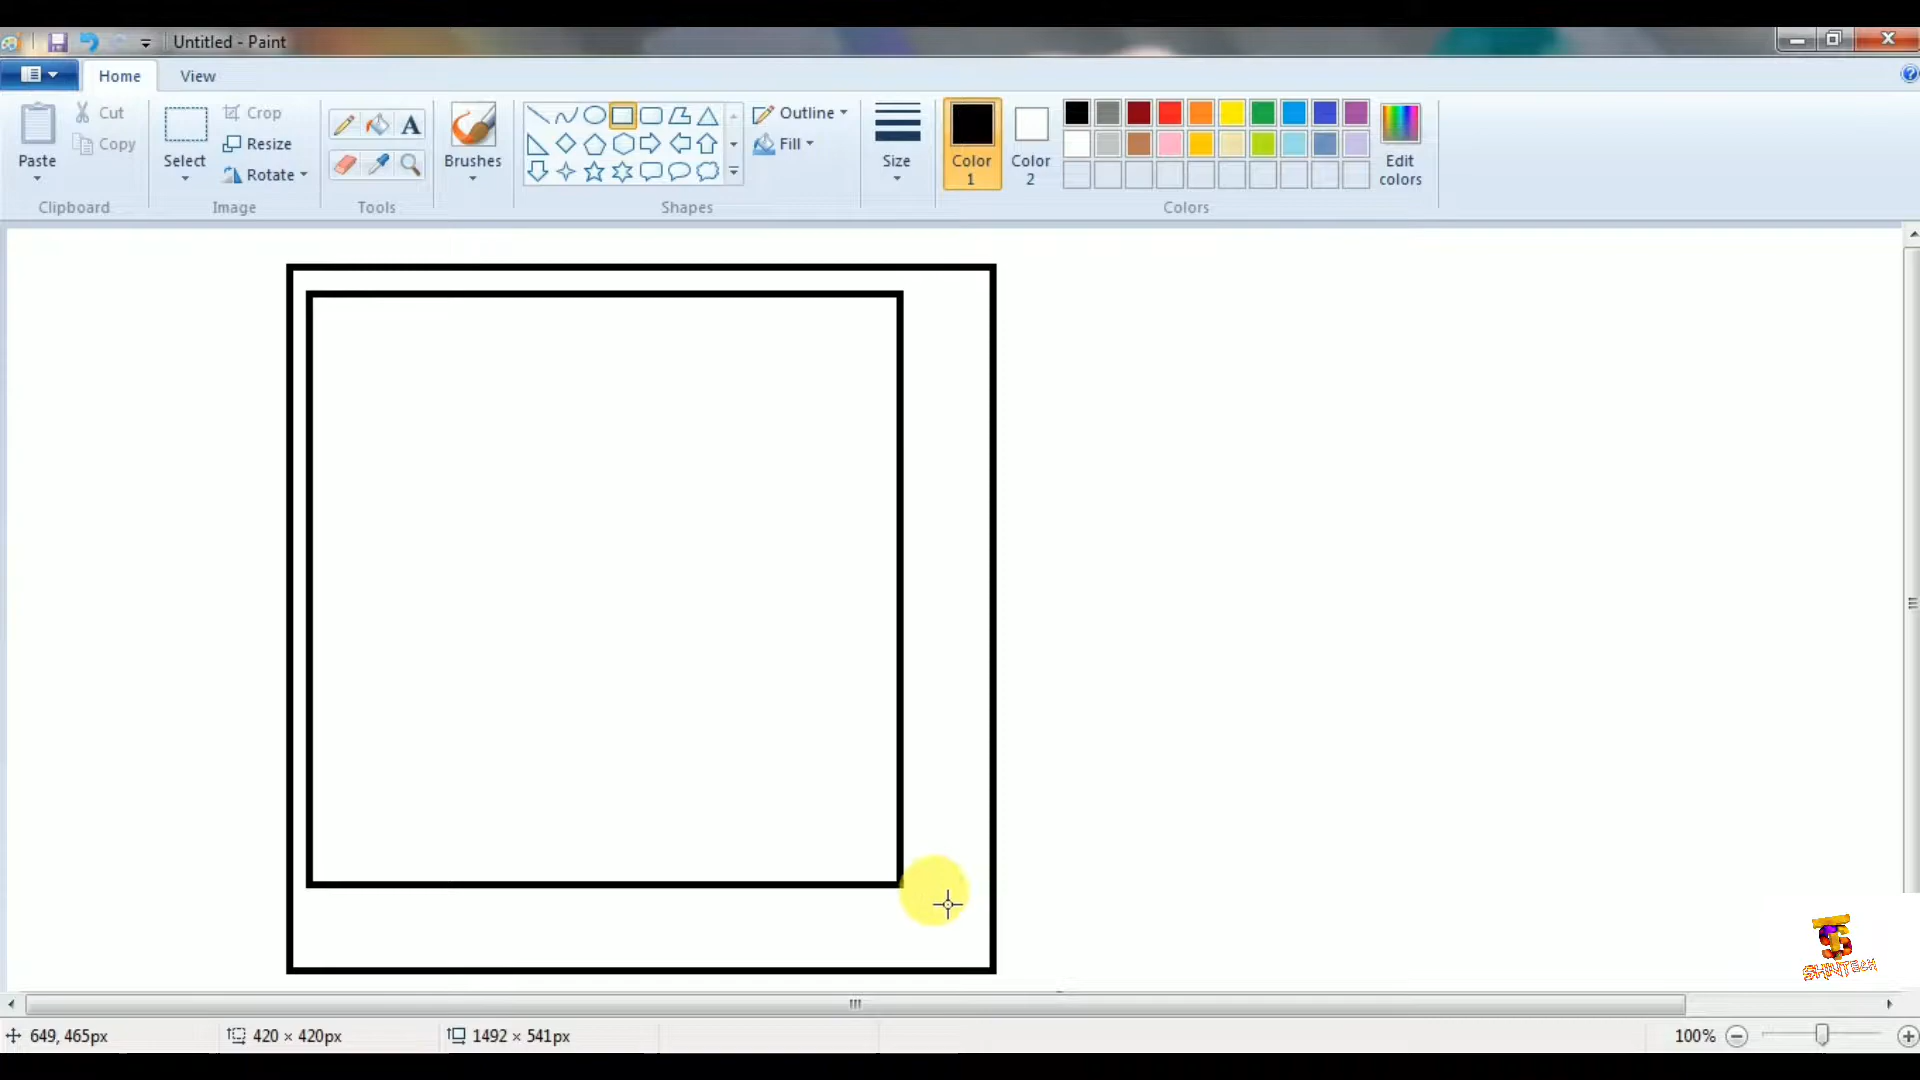 Untitled - Paint
Home View
Paste Cut Copy Clipboard
Select Crop Resize Rotate Image
A
Tools
Brushes
Shapes
Outline Fill
Size
Color 1
Color 2
Edit colors
Colors
SHINTECH
649, 465px 420 × 420px 1492 × 541px 100%